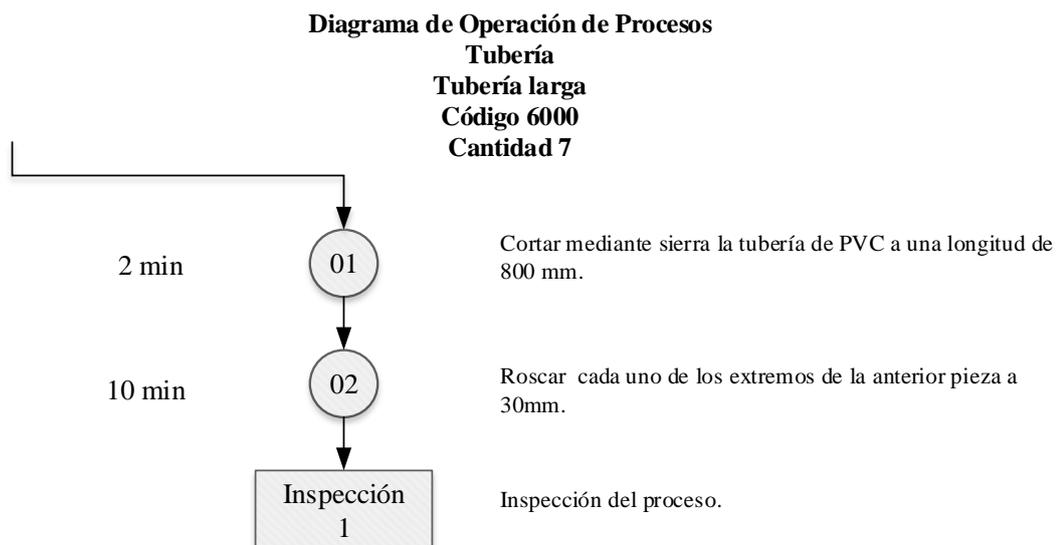 Diagrama de Operación de Procesos
Tubería
Tubería larga
Código 6000
Cantidad 7
2 min
01
Cortar mediante sierra la tubería de PVC a una longitud de
800 mm.
10 min
02
Roscar cada uno de los extremos de la anterior pieza a
30mm.
Inspección
1
Inspección del proceso.